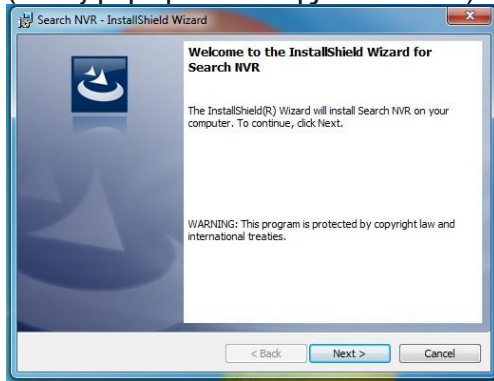 Search NVR - InstallShield Wizard
Welcome to the InstallShield Wizard for
Search NVR
The InstallShield(R) Wizard will install Search NVR on your
computer. To continue, click Next.
WARNING: This program is protected by copyright law and
international treaties.
< Back
Next >
Cancel